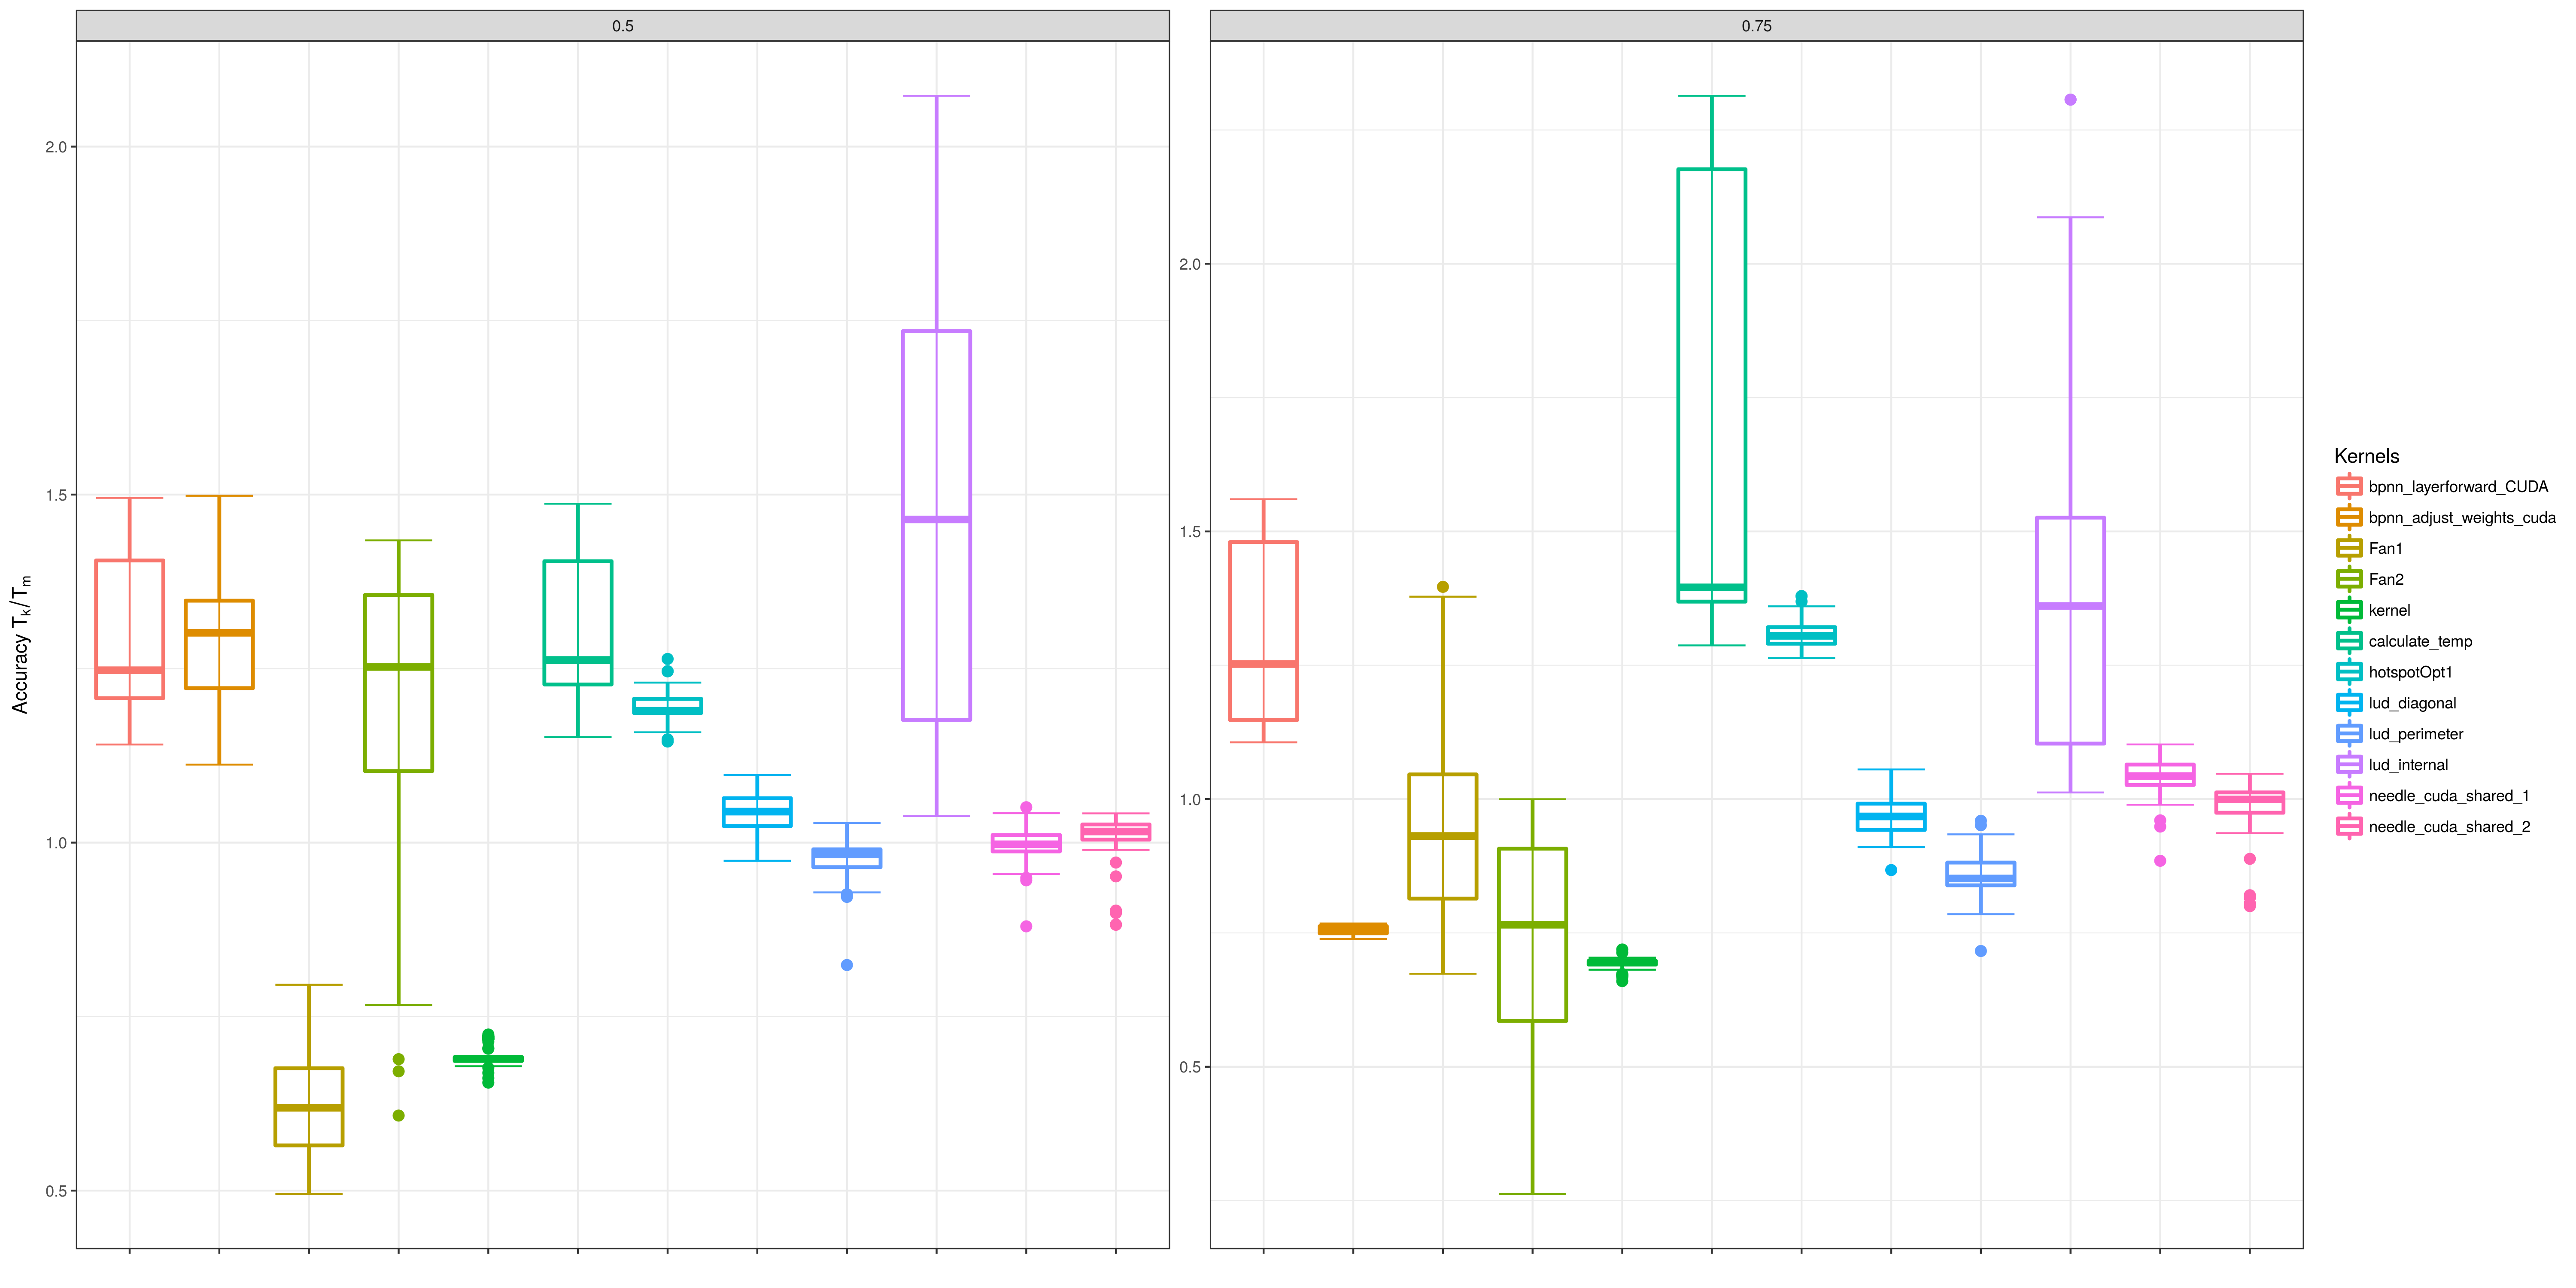 0.5
0.75
Accuracy Tk/Tm
2.0
1.5
1.0
0.5
2.0
1.5
1.0
0.5
Kernels
bpnn_layerforward_CUDA
bpnn_adjust_weights_cuda
Fan1
Fan2
kernel
calculate_temp
hotspotOpt1
lud_diagonal
lud_perimeter
lud_internal
needle_cuda_shared_1
needle_cuda_shared_2